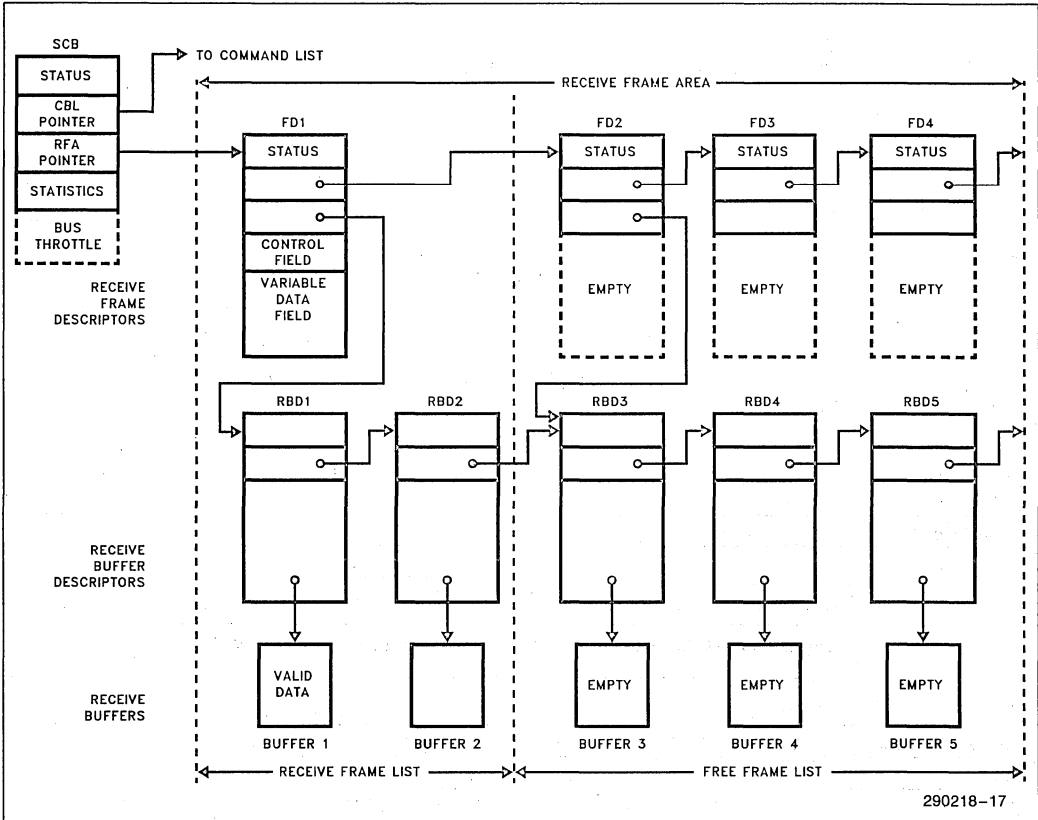 SCB
TO COMMAND LIST
STATUS
RECEIVE FRAME AREA
CBL
POINTER
FD1
FD2
FD3
FD4
RFA
POINTER
STATUS
STATUS
STATUS
STATUS
STATISTICS
BUS
THROTTLE
CONTROL
FIELD
RECEIVE
FRAME
DESCRIPTORS
VARIABLE
DATA
FIELD
EMPTY
EMPTY
EMPTY
RBD1
RBD2
RBD3
RBD4
RBD5
RECEIVE
BUFFER
DESCRIPTORS
RECEIVE
BUFFERS
VALID
DATA
EMPTY
EMPTY
EMPTY
BUFFER 1
BUFFER 2
BUFFER 3
BUFFER 4
BUFFER 5
RECEIVE FRAME LIST
FREE FRAME LIST
290218-17